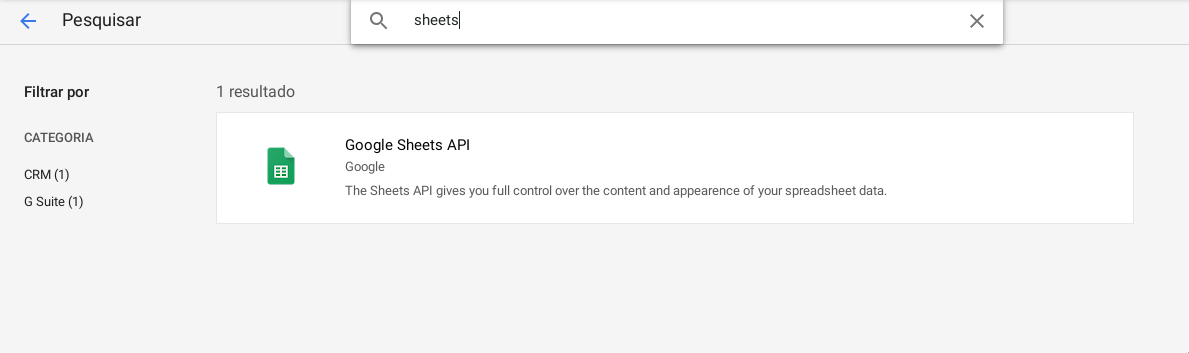 Pesquisar
sheets
Filtrar por
CATEGORIA
CRM (1)
G Suite (1)
1 resultado
Google Sheets API
Google
The Sheets API gives you full control over the content and appearence of your spreadsheet data.